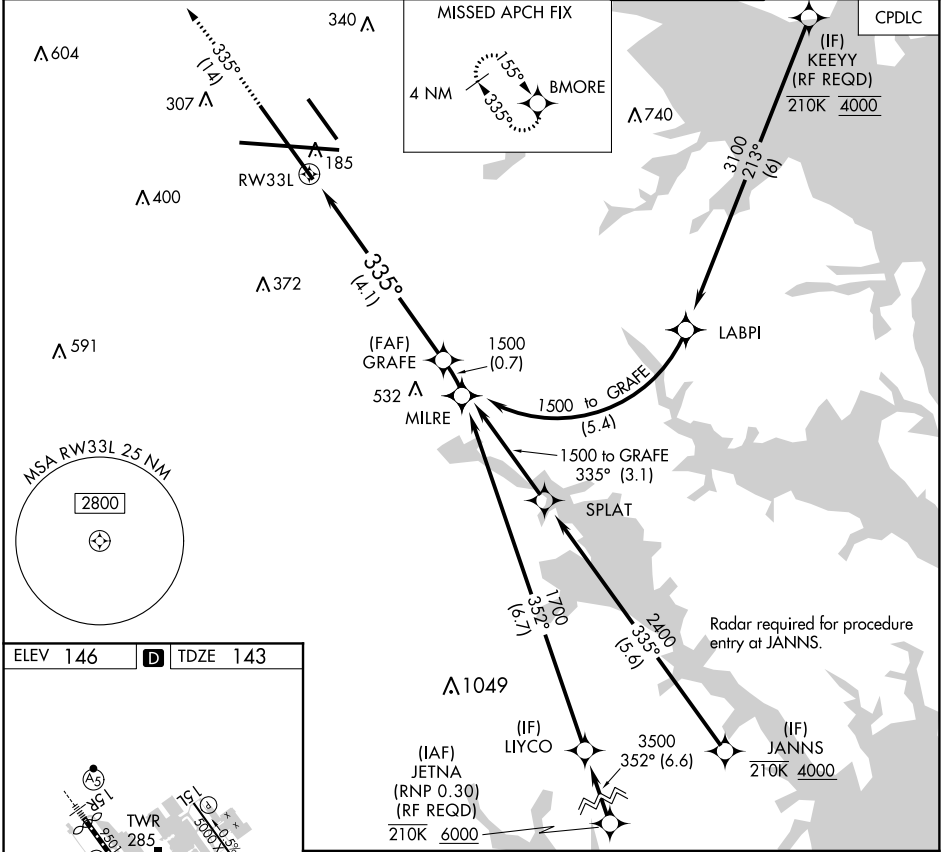 MISSED APCH FIX
155°
335°
4 NM
BMORE
CPDLC
(IF)
KEEYY
(RF REQD)
210K 4000
340
604
307
740
335°
(14)
185
RW33L
400
3100
213°
(6)
372
335°
(4.1)
591
LABPI
(FAF)
GRAFE
1500
(0.7)
532
MILRE
1500 to GRAFE
(5.4)
1500 to GRAFE
335° (3.1)
SPLAT
MSA RW33L 25 NM
2800
1700
352°
(6.7)
2400
335°
(5.6)
Radar required for procedure
entry at JANNS.
1049
(IF)
LIYCO
3500
352° (6.6)
(IF)
JANNS
210K 4000
(IAF)
JETNA
(RNP 0.30)
(RF REQD)
210K 6000
ELEV 146 D TDZE 143
A5
15R
9501
15L
P
5000 X
0.5%
TWR
285